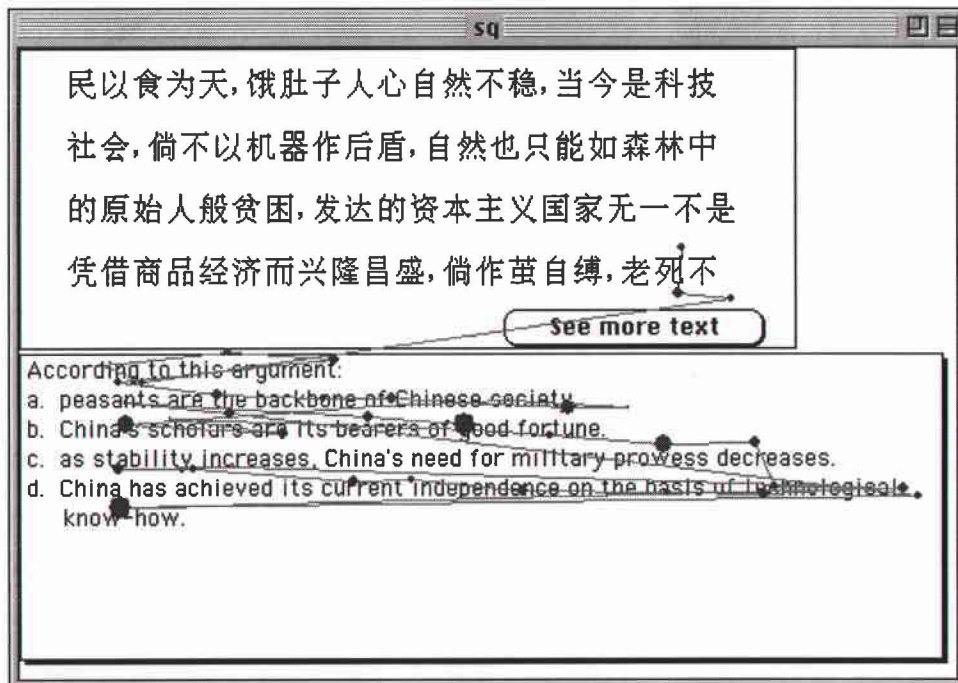 sq
民以食为天,饿肚子人心自然不稳,当今是科技
社会,倘不以机器作后盾,自然也只能如森林中
的原始人般贫困,发达的资本主义国家无一不是
凭借商品经济而兴隆昌盛,倘作茧自缚,老死不
See more text
According to this argument:
a. peasants are the backbone of Chinese society.
b. China's scholars are its bearers of good fortune.
c. as stability increases, China's need for military prowess decreases.
d. China has achieved its current independence on the basis of technological
know-how.